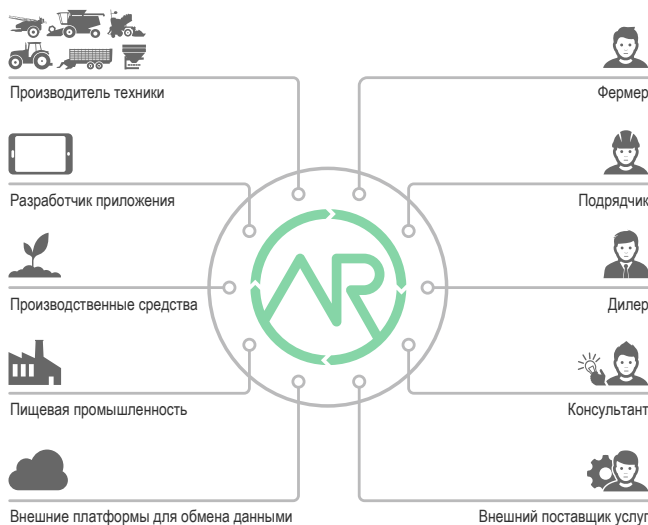 Производитель техники
Фермер
Разработчик приложения
Подрядчик
Производственные средства
Дилер
Пищевая промышленность
Консультант
Внешние платформы для обмена данными
Внешний поставщик услуг
AR